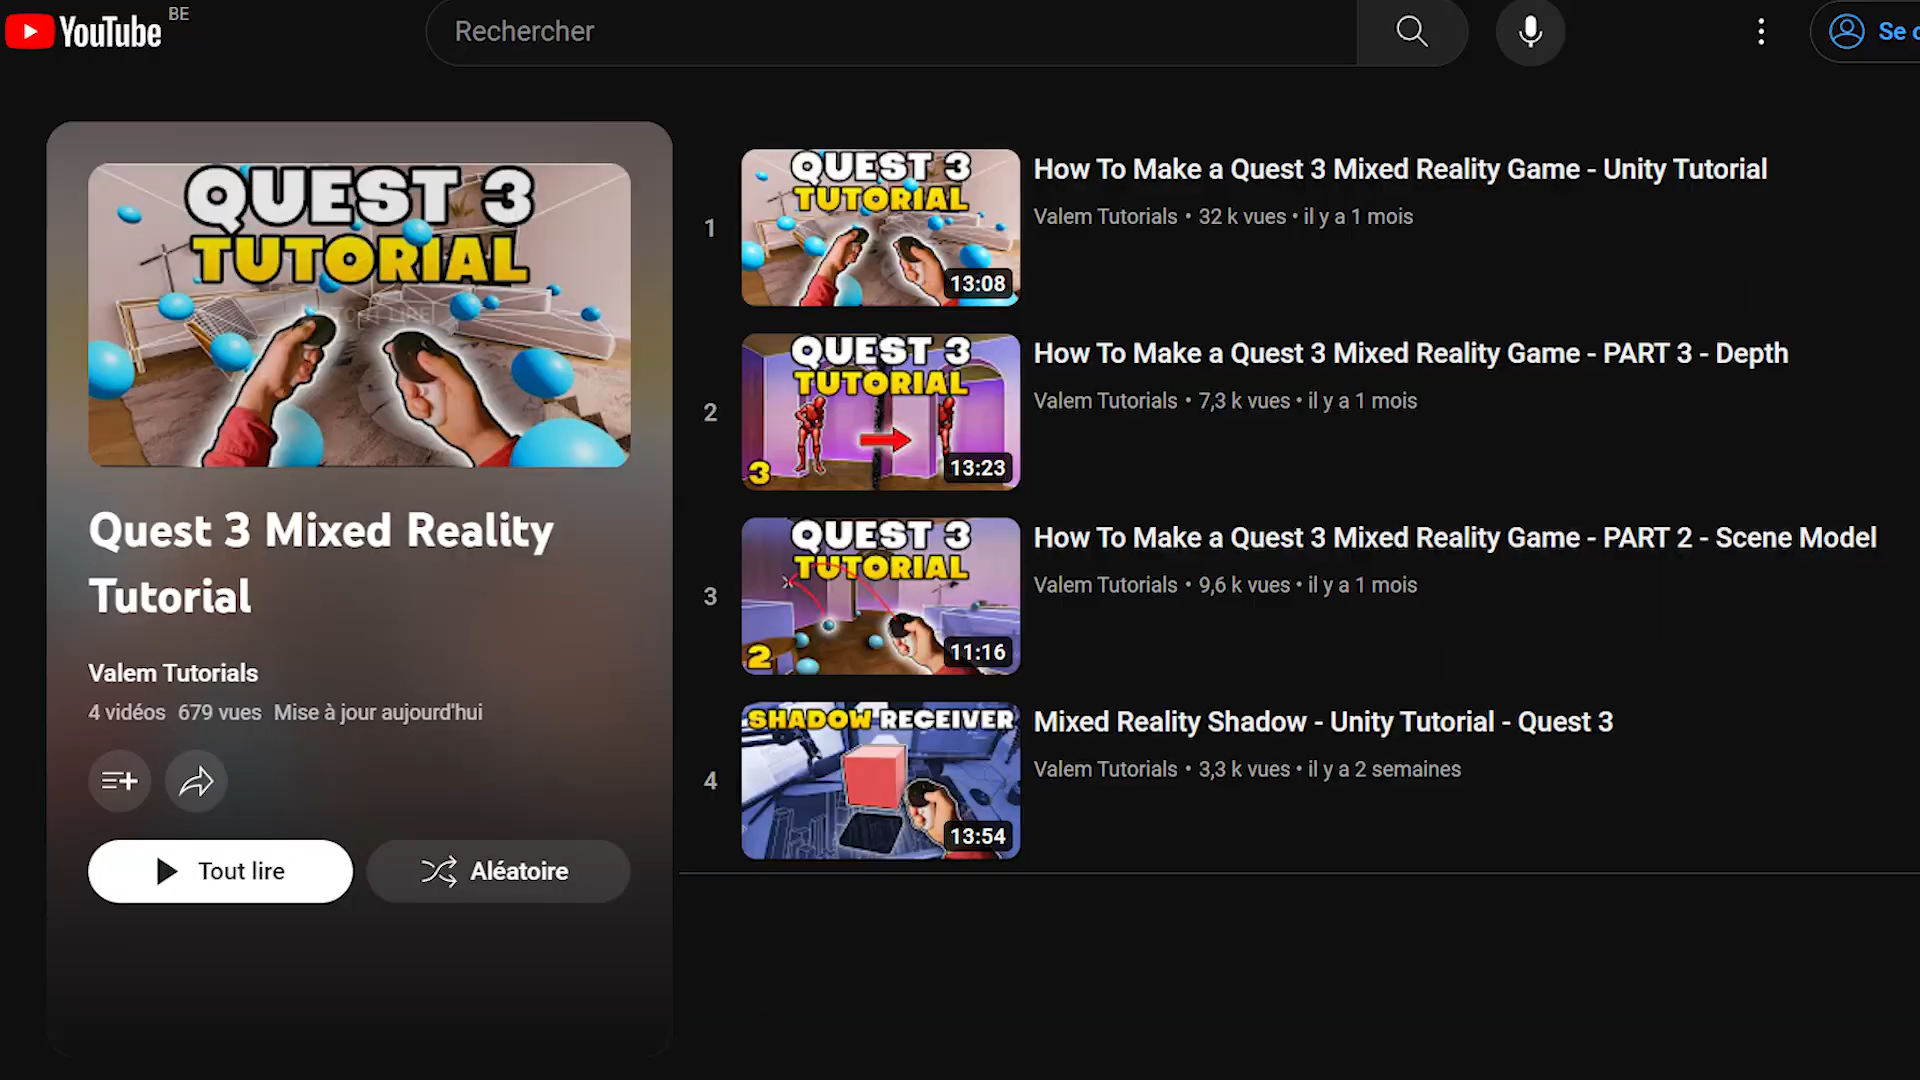 YouTube BE
Rechercher
Se c
QUEST 3
TUTORIAL
Quest 3 Mixed Reality
Tutorial
Valem Tutorials
4 vidéos 679 vues Mise à jour aujourd'hui
Tout lire
Aléatoire
1
QUEST 3
TUTORIAL
13:08
How To Make a Quest 3 Mixed Reality Game - Unity Tutorial
Valem Tutorials • 32 k vues • il y a 1 mois
2
QUEST 3
TUTORIAL
3
13:23
How To Make a Quest 3 Mixed Reality Game - PART 3 - Depth
Valem Tutorials • 7,3 k vues • il y a 1 mois
3
QUEST 3
TUTORIAL
2
11:16
How To Make a Quest 3 Mixed Reality Game - PART 2 - Scene Model
Valem Tutorials • 9,6 k vues • il y a 1 mois
4
SHADOW RECEIVER
13:54
Mixed Reality Shadow - Unity Tutorial - Quest 3
Valem Tutorials • 3,3 k vues • il y a 2 semaines